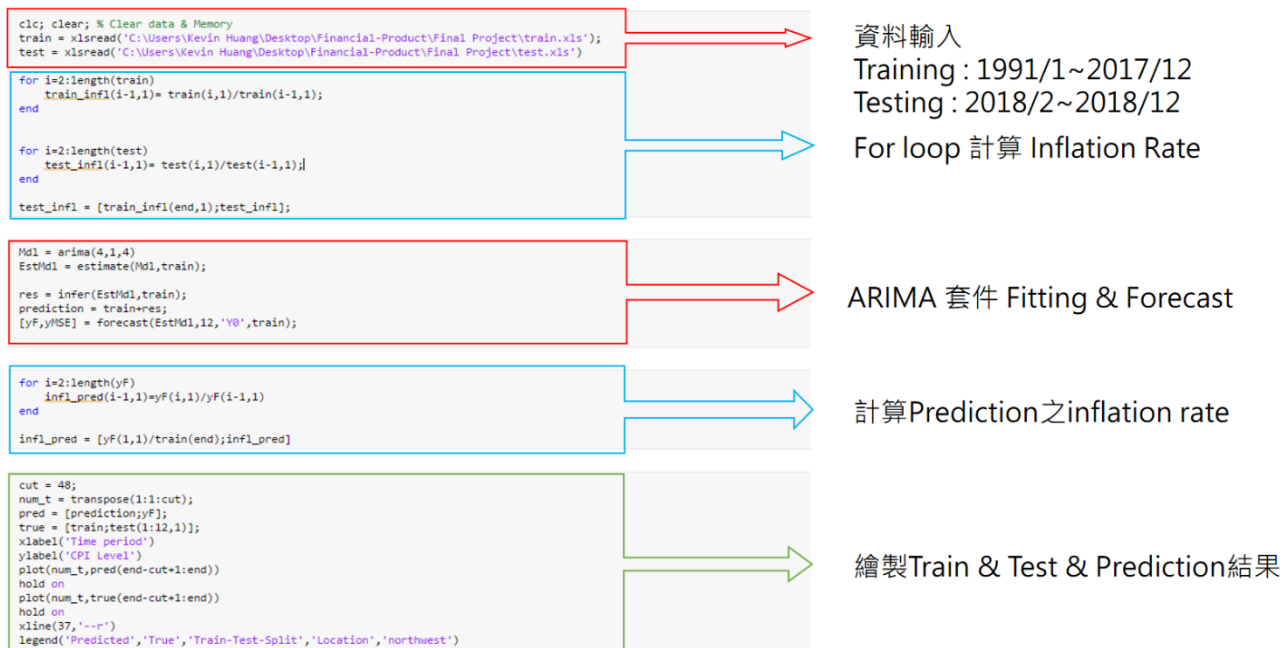 clc; clear; % Clear data & Memory
train = xlsread('C:\Users\Kevin Huang\Desktop\Financial-Product\Final Project\train.xls');
test = xlsread('C:\Users\Kevin Huang\Desktop\Financial-Product\Final Project\test.xls')
資料輸入
Training : 1991/1~2017/12
Testing : 2018/2~2018/12
for i=2:length(train)
train_infl(i-1,1)= train(i,1)/train(i-1,1);
end
for i=2:length(test)
test_infl(i-1,1)= test(i,1)/test(i-1,1);
end
test_infl = [train_infl(end,1);test_infl];
For loop 計算 Inflation Rate
Mdl = arima(4,1,4)
EstMdl = estimate(Mdl,train);
res = infer(EstMdl,train);
prediction = train+res;
[yF,yMSE] = forecast(EstMdl,12,'Y0',train);
ARIMA 套件 Fitting & Forecast
for i=2:length(yF)
infl_pred(i-1,1)=yF(i,1)/yF(i-1,1)
end
infl_pred = [yF(1,1)/train(end);infl_pred]
計算Prediction之inflation rate
cut = 48;
num_t = transpose(1:1:cut);
pred = [prediction;yF];
true = [train;test(1:12,1)];
xlabel('Time period')
ylabel('CPI Level')
plot(num_t,pred(end-cut+1:end))
hold on
plot(num_t,true(end-cut+1:end))
hold on
xline(37,'--r')
legend('Predicted','True','Train-Test-Split','Location','northwest')
繪製Train & Test & Prediction結果